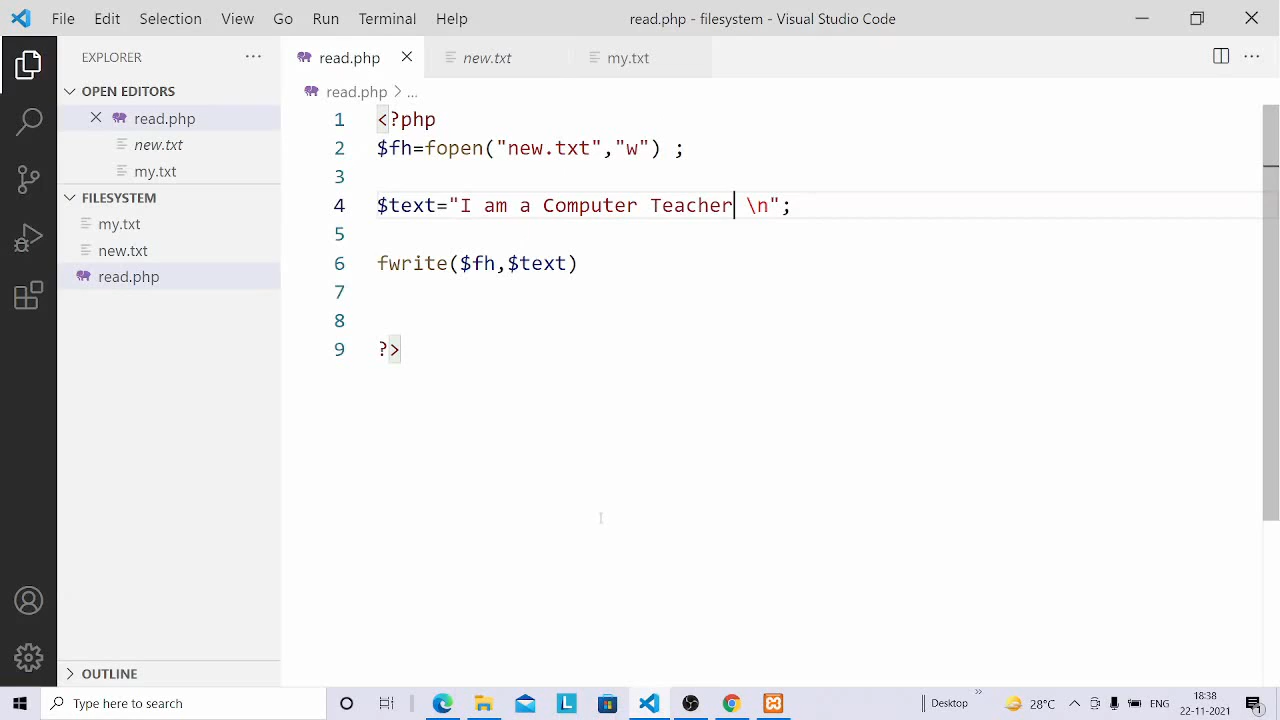 File Edit Selection View Go Run Terminal Help read.php - filesystem - Visual Studio Code
EXPLORER ...
read.php new.txt my.txt ...
OPEN EDITORS
read.php
new.txt
my.txt
FILESYSTEM
my.txt
new.txt
read.php
OUTLINE
read.php > ...
1 <?php
2 $fh=fopen("new.txt","w") ;
3
4 $text="I am a Computer Teacher \n";
5
6 fwrite($fh,$text)
7
8
9 ?>
Type here to search L Desktop » 28°C 18:38 1
22-11-2021